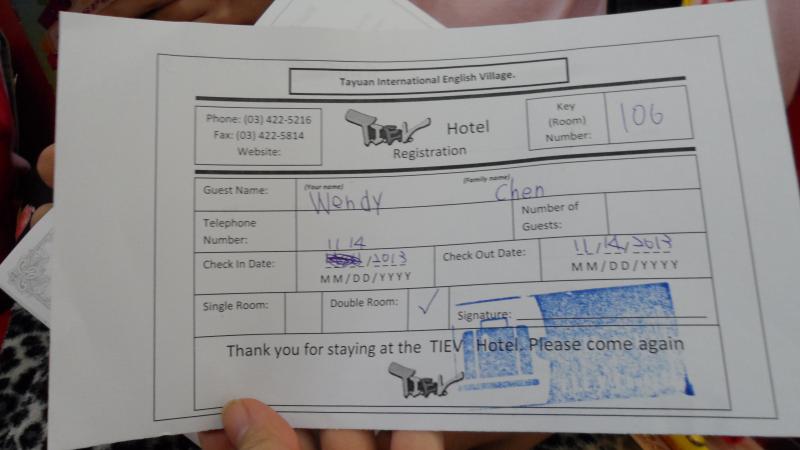 Tayuan International English Village.
Phone: (03) 422-5216
Fax: (03) 422-5814
Website:
TIEV Hotel
Registration
Key
(Room)
Number:
106
Guest Name:
(Your name)
Wendy
(Family name)
Chen
Telephone
Number:
Number of
Guests:
Check In Date:
11 14
/2013
MM/DD/YYYY
Check Out Date:
11/14/2013
MM/DD/YYYY
Single Room:
Double Room: ✓
Signature:
Thank you for staying at the TIEV Hotel. Please come again
TIEV